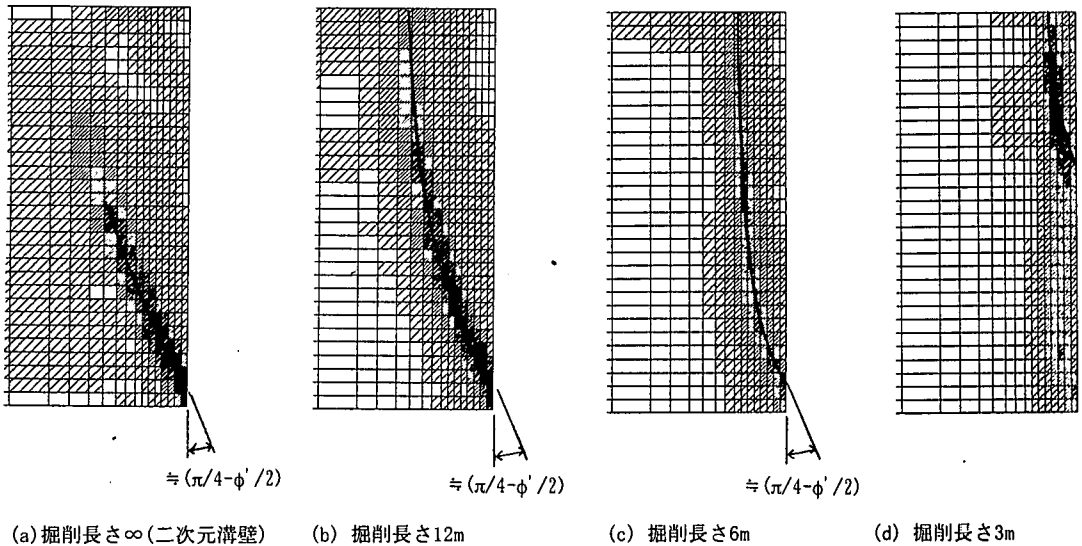 ≒(π/4-φ'/2)
≒(π/4-φ'/2)
≒(π/4-φ'/2)
(a)掘削長さ∞(二次元溝壁)
(b) 掘削長さ12m
(c) 掘削長さ6m
(d) 掘削長さ3m